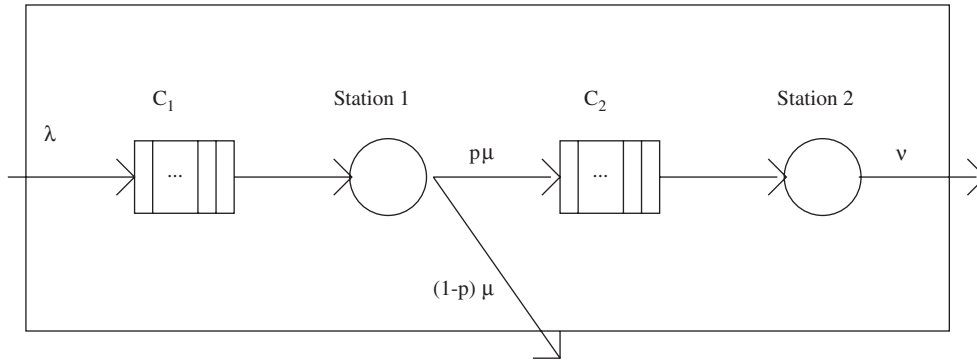 C1
Station 1
C2
Station 2
λ
pμ
ν
...
...
(1-p) μ